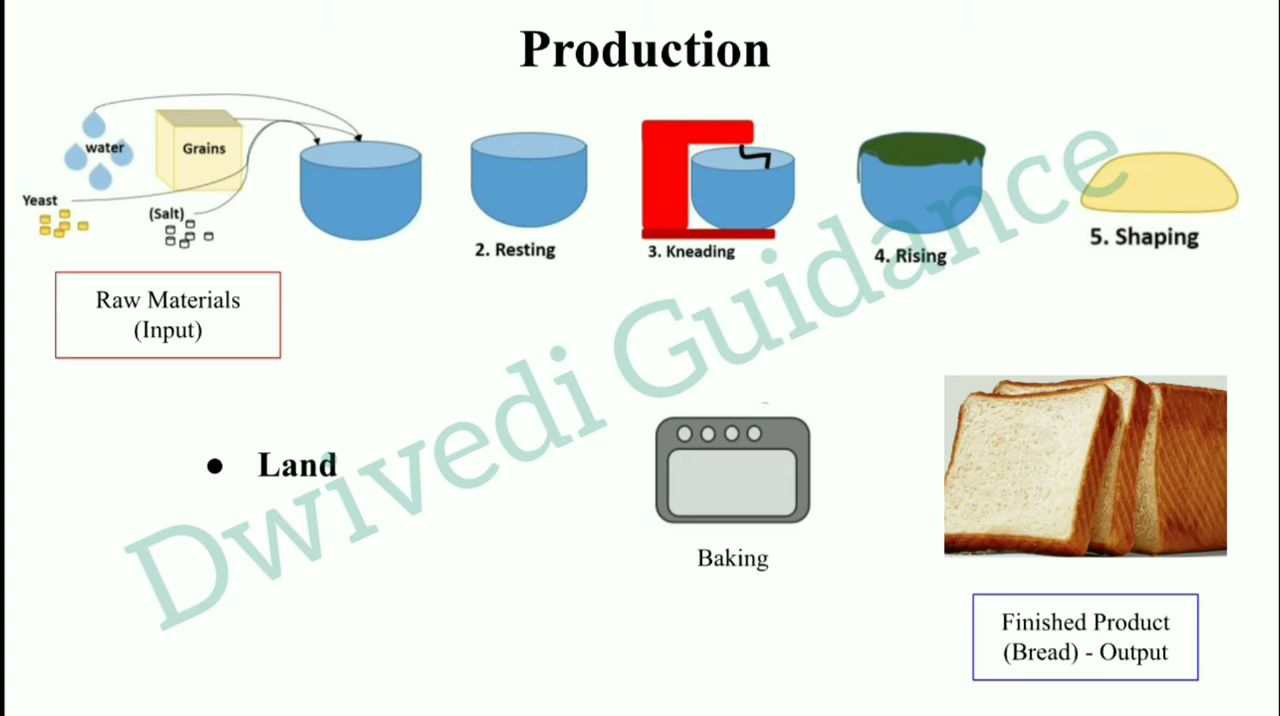 Production
water
Grains
Yeast
(Salt)
2. Resting
3. Kneading
4. Rising
5. Shaping
Raw Materials
(Input)
● Land
Baking
Finished Product
(Bread) - Output
Dwivedi Guidance